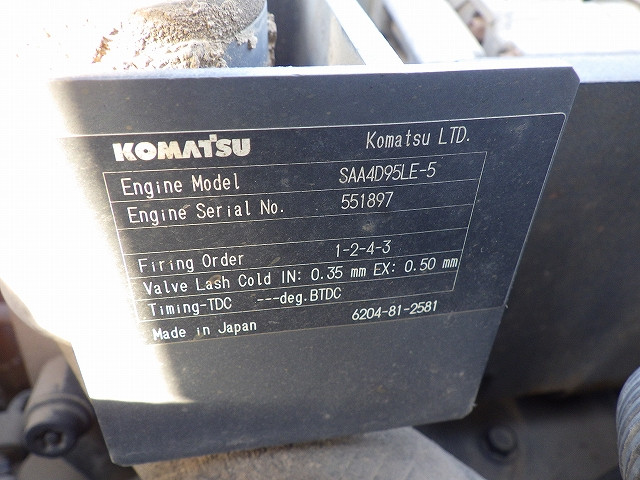 KOMATSU Komatsu LTD.
Engine Model SAA4D95LE-5
Engine Serial No. 551897
Firing Order 1-2-4-3
Valve Lash Cold IN: 0.35 mm EX: 0.50 mm
Timing-TDC ---deg.BTDC
Made in Japan 6204-81-2581